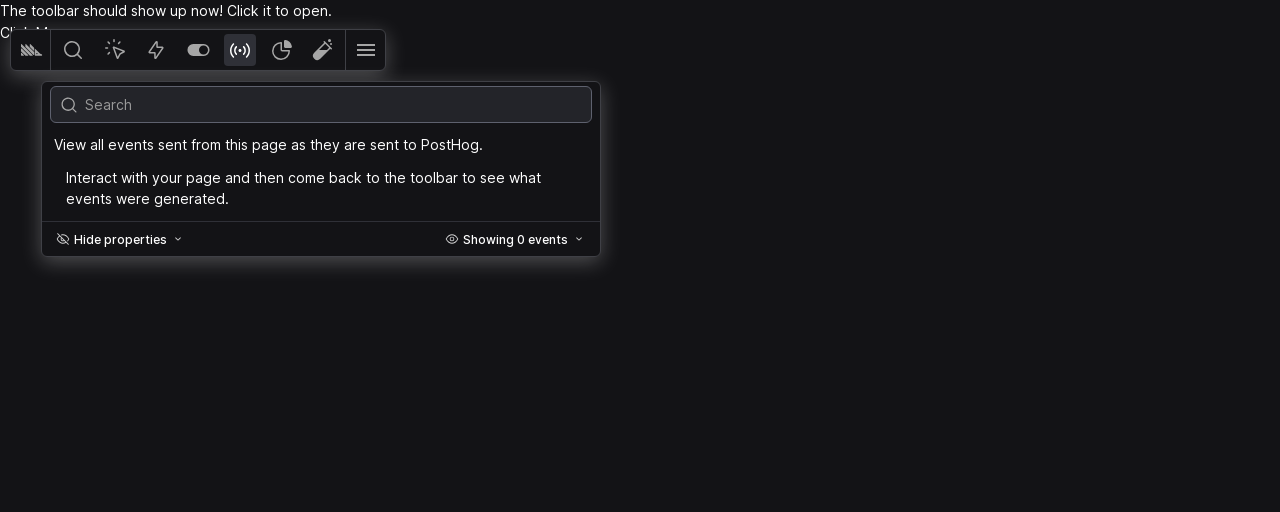 The toolbar should show up now! Click it to open.
Search
View all events sent from this page as they are sent to PostHog.
Interact with your page and then come back to the toolbar to see what
events were generated.
Hide properties
Showing 0 events